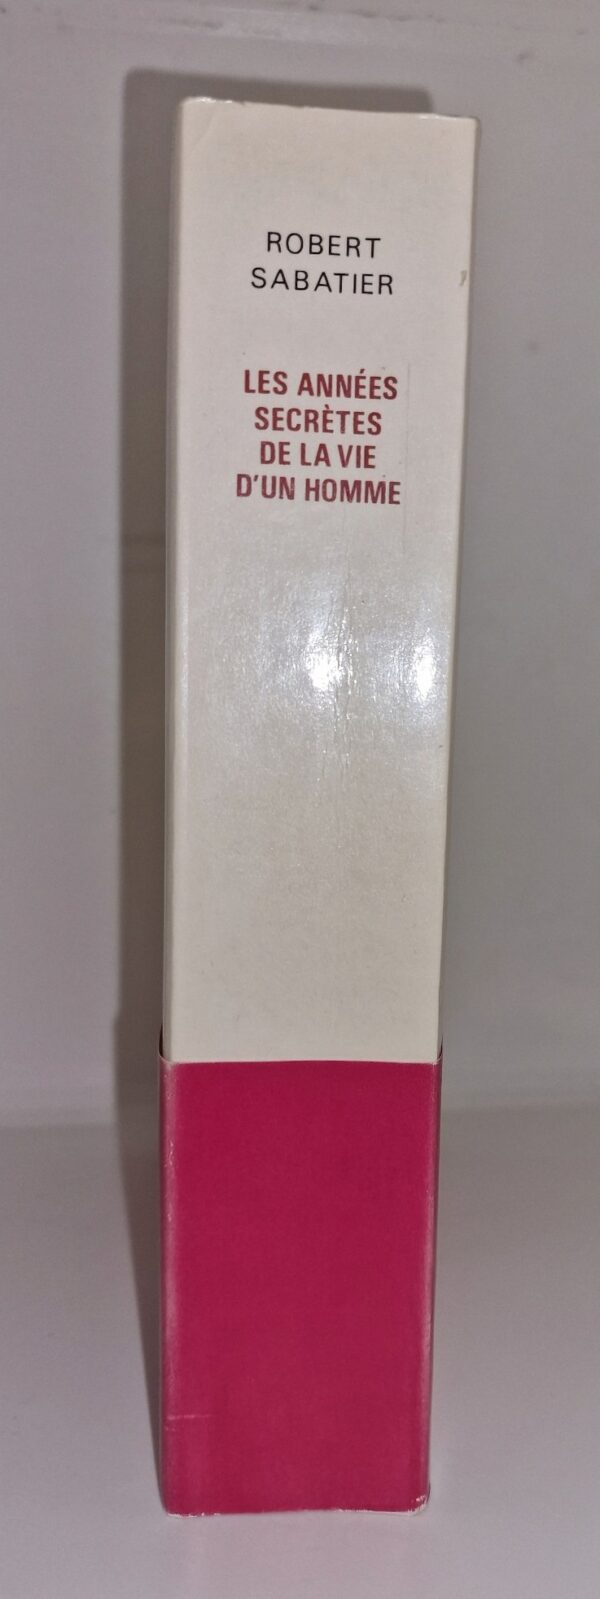 ROBERT
SABATIER
LES ANNÉES
SECRÈTES
DE LA VIE
D'UN HOMME